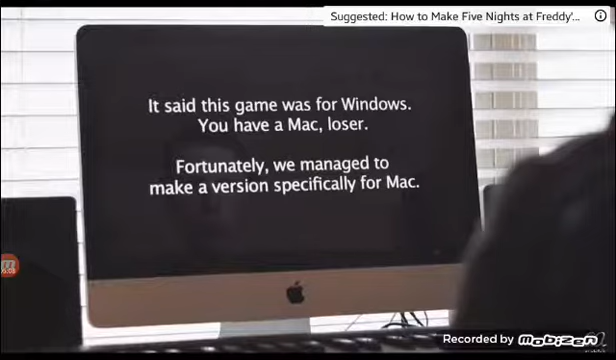 Suggested: How to Make Five Nights at Freddy'...
It said this game was for Windows.
You have a Mac, loser.
Fortunately, we managed to
make a version specifically for Mac.
Recorded by
mobizen